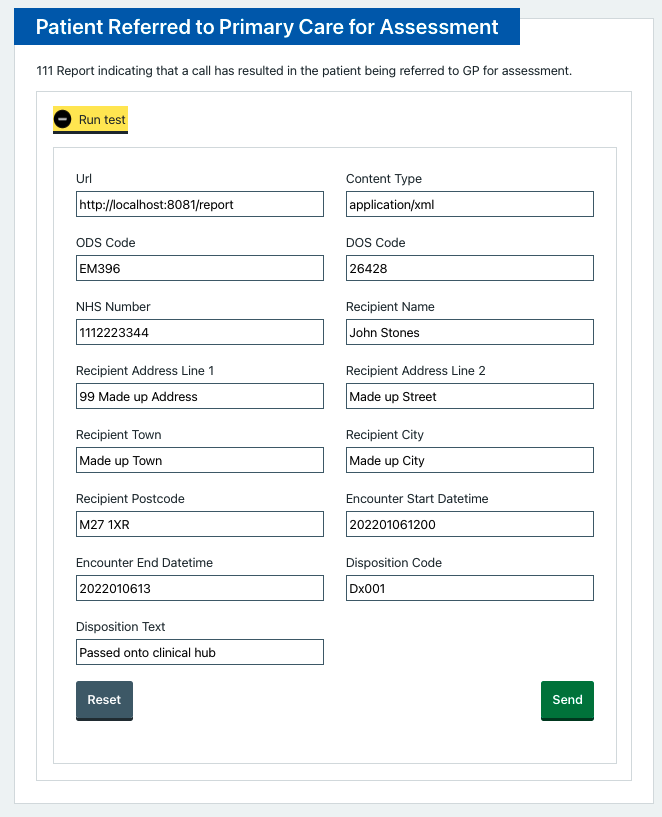 Patient Referred to Primary Care for Assessment
111 Report indicating that a call has resulted in the patient being referred to GP for assessment.
Run test
Url
http://localhost:8081/report
Content Type
application/xml
ODS Code
EM396
DOS Code
26428
NHS Number
1112223344
Recipient Name
John Stones
Recipient Address Line 1
99 Made up Address
Recipient Address Line 2
Made up Street
Recipient Town
Made up Town
Recipient City
Made up City
Recipient Postcode
M27 1XR
Encounter Start Datetime
202201061200
Encounter End Datetime
2022010613
Disposition Code
Dx001
Disposition Text
Passed onto clinical hub
Reset
Send